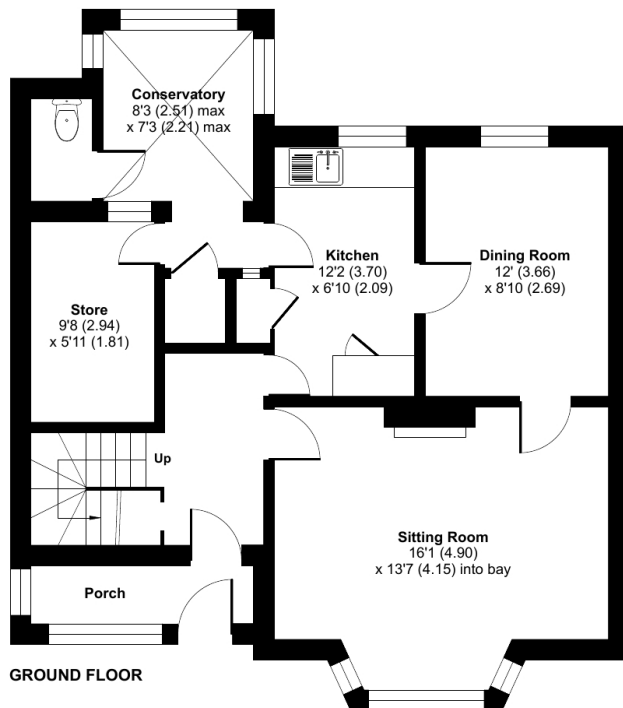 Conservatory
8'3 (2.51) max
x 7'3 (2.21) max
Kitchen
12'2 (3.70)
x 6'10 (2.09)
Dining Room
12' (3.66)
x 8'10 (2.69)
Store
9'8 (2.94)
x 5'11 (1.81)
Up
Sitting Room
16'1 (4.90)
x 13'7 (4.15) into bay
Porch
GROUND FLOOR